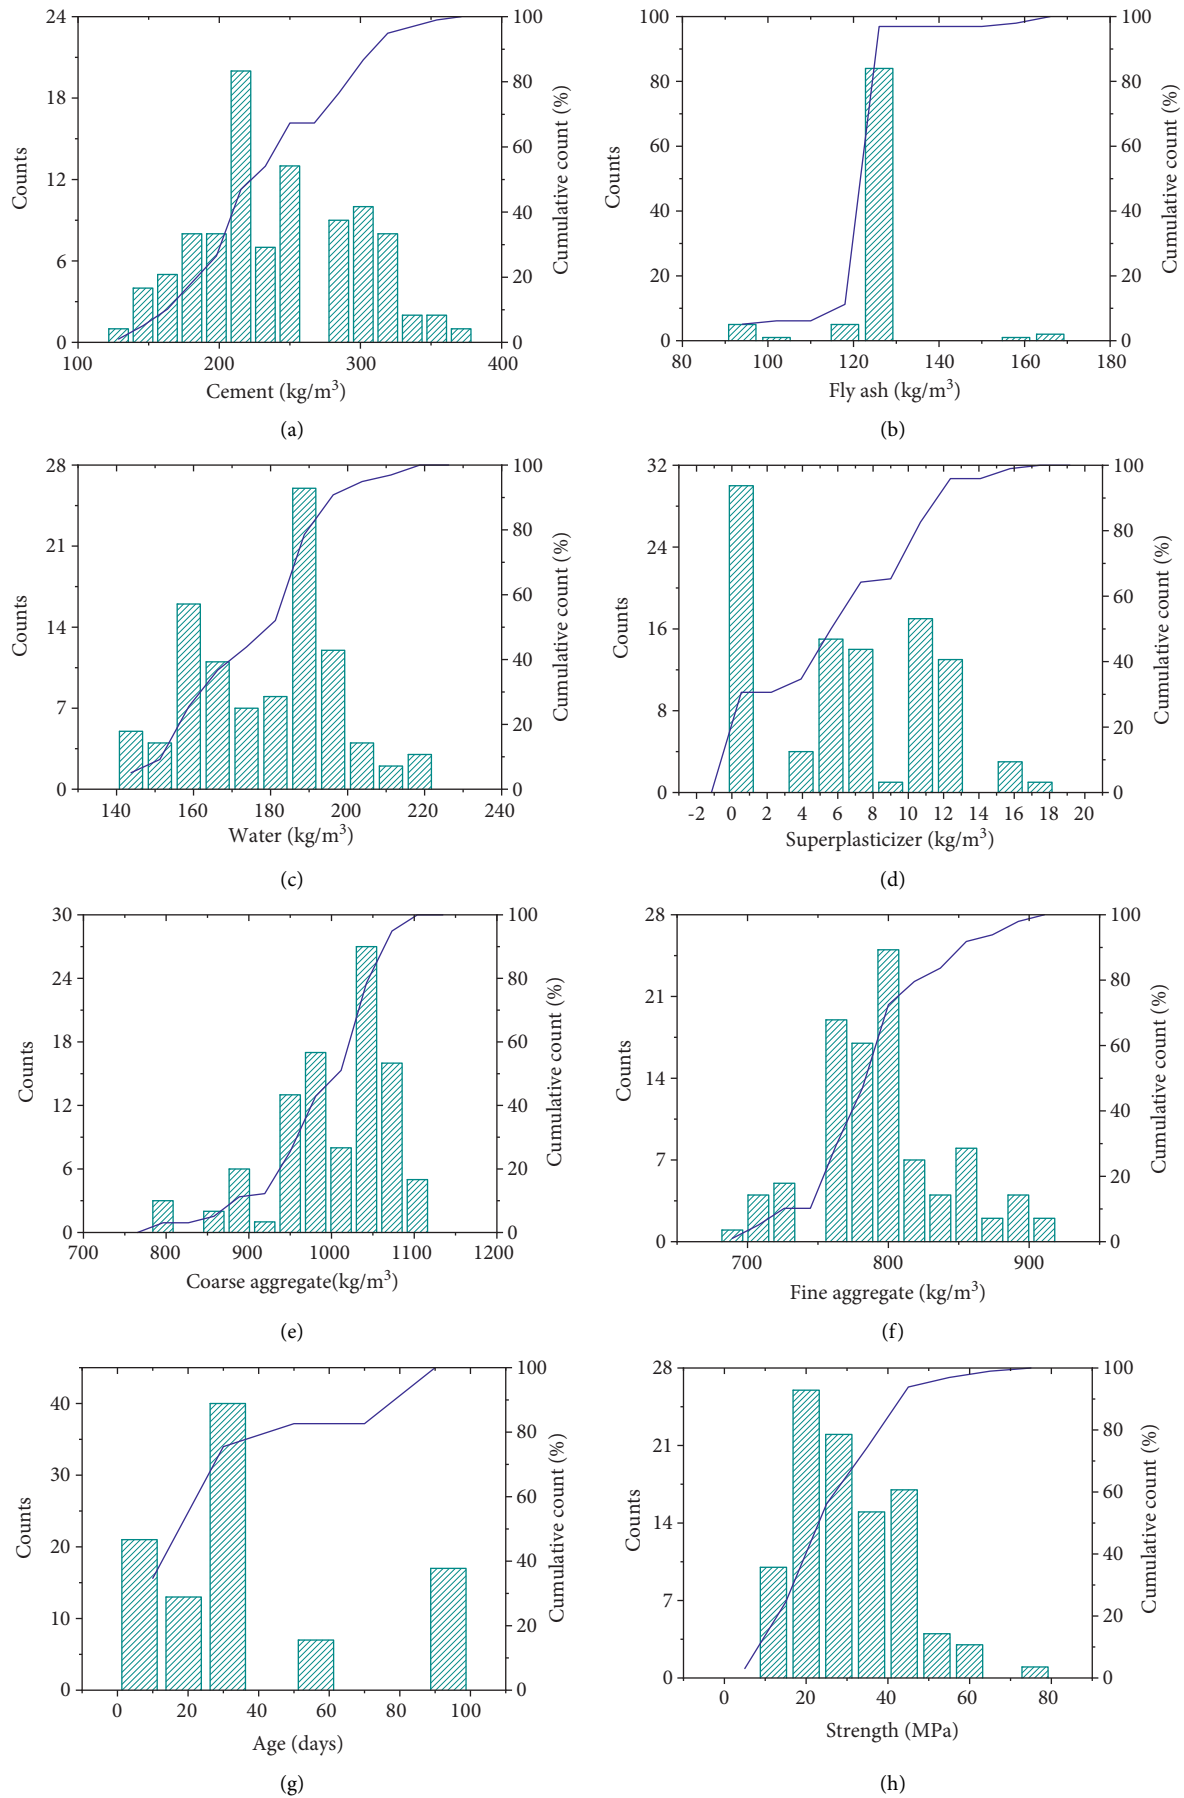 24
18
12
6
0
Counts
100
80
60
40
20
0
Cumulative count (%)
100 200 300 400
Cement (kg/m³)
(a)
100
80
60
40
20
0
Counts
100
80
60
40
20
0
Cumulative count (%)
80 100 120 140 160 180
Fly ash (kg/m³)
(b)
28
21
14
7
0
Counts
100
80
60
40
20
0
Cumulative count (%)
140 160 180 200 220 240
Water (kg/m³)
(c)
32
24
16
8
0
Counts
100
80
60
40
20
0
Cumulative count (%)
-2 0 2 4 6 8 10 12 14 16 18 20
Superplasticizer (kg/m³)
(d)
30
24
18
12
6
0
Counts
100
80
60
40
20
0
Cumulative count (%)
700 800 900 1000 1100 1200
Coarse aggregate(kg/m³)
(e)
28
21
14
7
0
Counts
100
80
60
40
20
0
Cumulative count (%)
700 800 900
Fine aggregate (kg/m³)
(f)
40
30
20
10
0
Counts
100
80
60
40
20
0
Cumulative count (%)
0 20 40 60 80 100
Age (days)
(g)
28
21
14
7
0
Counts
100
80
60
40
20
0
Cumulative count (%)
0 20 40 60 80
Strength (MPa)
(h)